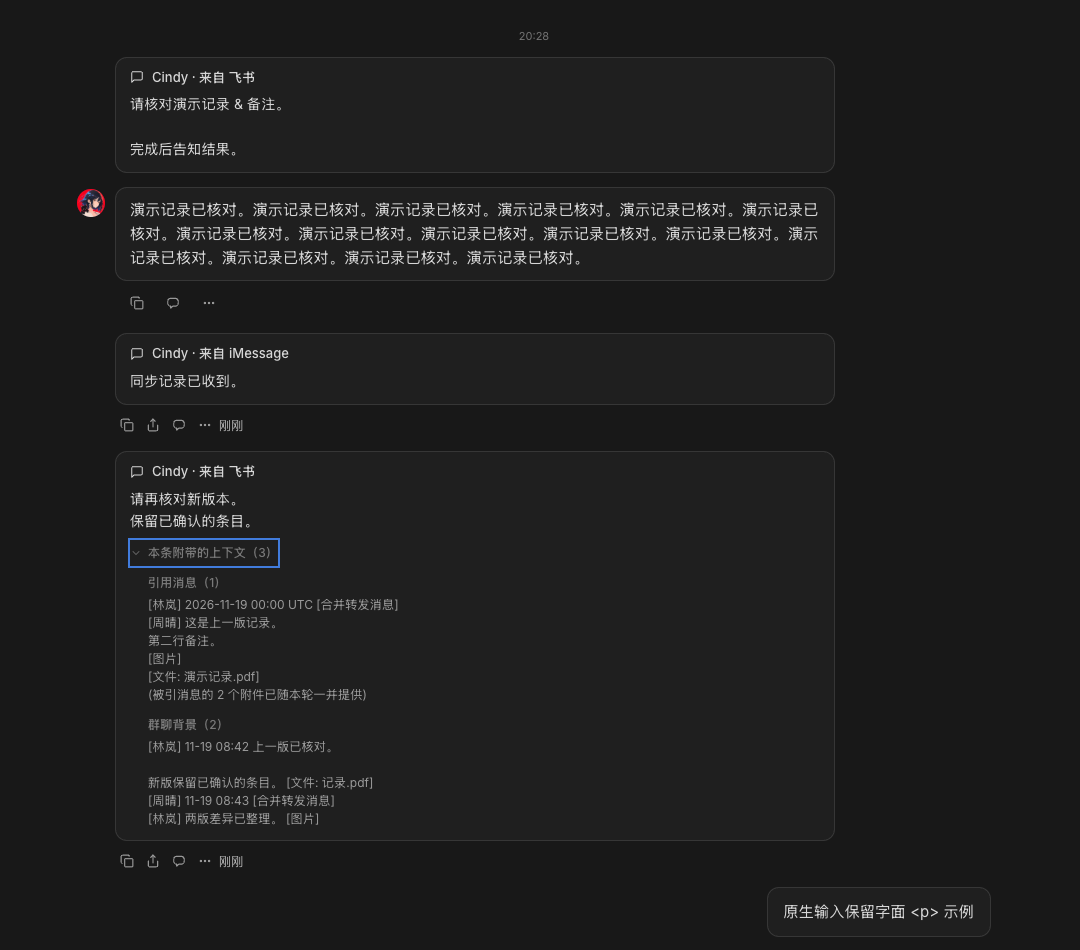 20:28
Cindy · 来自 飞书
请核对演示记录 & 备注。
完成后告知结果。
演示记录已核对。演示记录已核对。演示记录已核对。演示记录已核对。演示记录已核对。演示记录已
核对。演示记录已核对。演示记录已核对。演示记录已核对。演示记录已核对。演示记录已核对。演示
记录已核对。演示记录已核对。演示记录已核对。演示记录已核对。
Cindy · 来自 iMessage
同步记录已收到。
刚刚
Cindy · 来自 飞书
请再核对新版本。
保留已确认的条目。
本条附带的上下文（3）
引用消息（1）
[林岚] 2026-11-19 00:00 UTC [合并转发消息]
[周晴] 这是上一版记录。
第二行备注。
[图片]
[文件: 演示记录.pdf]
(被引消息的 2 个附件已随本轮一并提供)
群聊背景（2）
[林岚] 11-19 08:42 上一版已核对。
新版保留已确认的条目。 [文件: 记录.pdf]
[周晴] 11-19 08:43 [合并转发消息]
[林岚] 两版差异已整理。 [图片]
刚刚
原生输入保留字面 <p> 示例